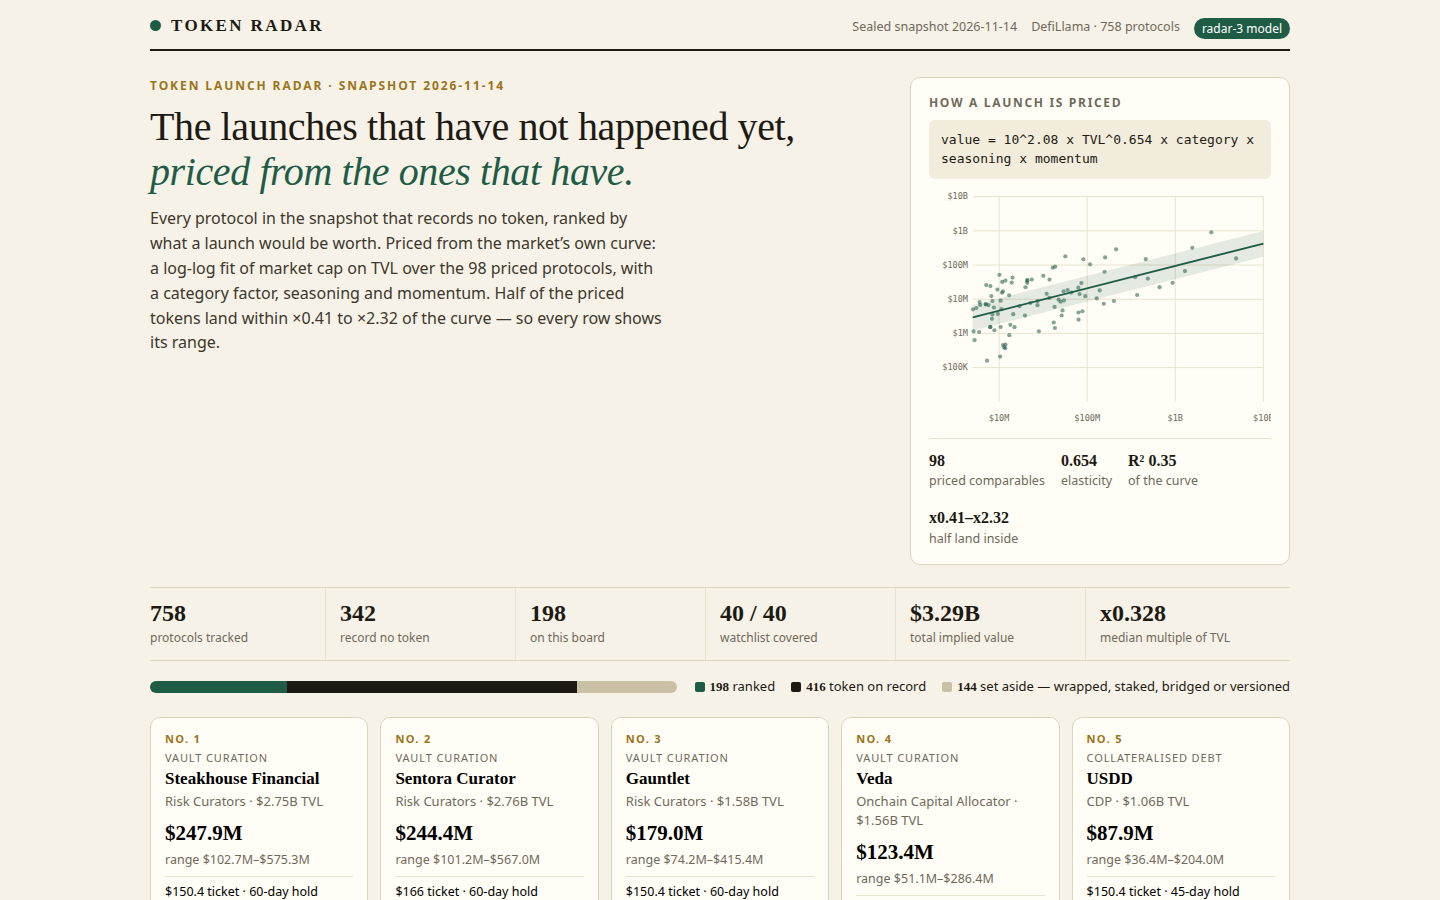 TOKEN RADAR
Sealed snapshot 2026-11-14 DefiLlama · 758 protocols radar-3 model
TOKEN LAUNCH RADAR · SNAPSHOT 2026-11-14
The launches that have not happened yet,
priced from the ones that have.
Every protocol in the snapshot that records no token, ranked by
what a launch would be worth. Priced from the market’s own curve:
a log-log fit of market cap on TVL over the 98 priced protocols, with
a category factor, seasoning and momentum. Half of the priced
tokens land within ×0.41 to ×2.32 of the curve — so every row shows
its range.
HOW A LAUNCH IS PRICED
value = 10^2.08 x TVL^0.654 x category x
seasoning x momentum
$10B
$1B
$100M
$10M
$1M
$100K
$10M $100M $1B
98 0.654 R² 0.35
priced comparables elasticity of the curve
x0.41–x2.32
half land inside
758 342 198 40 / 40 $3.29B x0.328
protocols tracked record no token on this board watchlist covered total implied value median multiple of TVL
198 ranked 416 token on record 144 set aside — wrapped, staked, bridged or versioned
NO. 1
VAULT CURATION
Steakhouse Financial
Risk Curators · $2.75B TVL
$247.9M
range $102.7M–$575.3M
$150.4 ticket · 60-day hold
NO. 2
VAULT CURATION
Sentora Curator
Risk Curators · $2.76B TVL
$244.4M
range $101.2M–$567.0M
$166 ticket · 60-day hold
NO. 3
VAULT CURATION
Gauntlet
Risk Curators · $1.58B TVL
$179.0M
range $74.2M–$415.4M
$150.4 ticket · 60-day hold
NO. 4
VAULT CURATION
Veda
Onchain Capital Allocator ·
$1.56B TVL
$123.4M
range $51.1M–$286.4M
NO. 5
COLLATERALISED DEBT
USDD
CDP · $1.06B TVL
$87.9M
range $36.4M–$204.0M
$150.4 ticket · 45-day hold